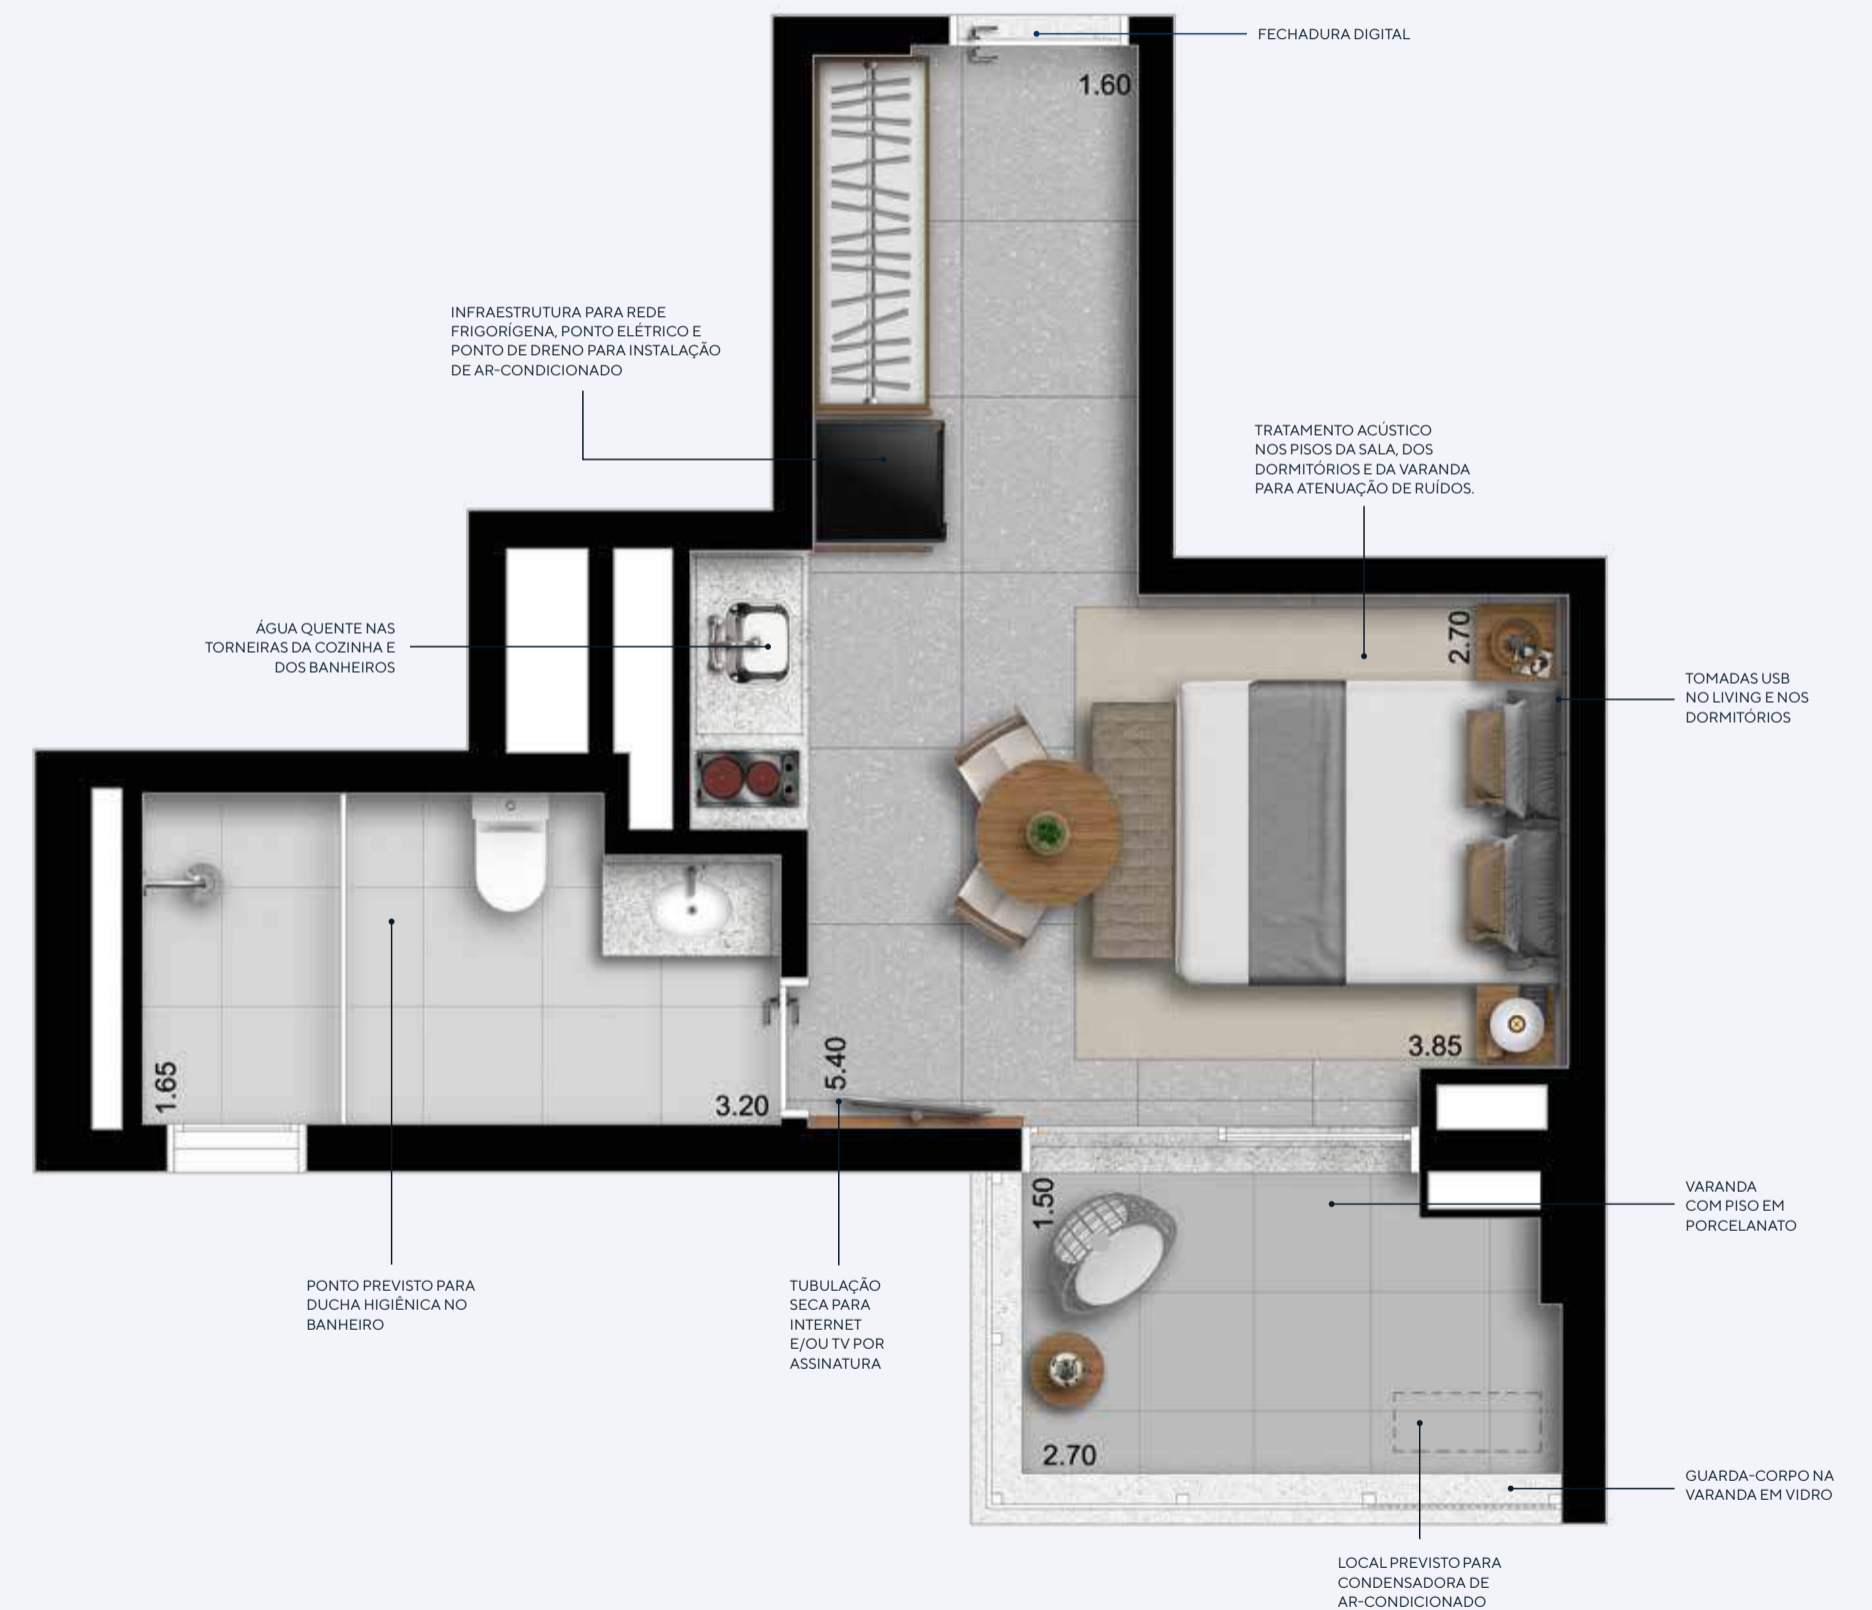 FECHADURA DIGITAL
1.60
INFRAESTRUTURA PARA REDE
FRIGORÍGENA, PONTO ELÉTRICO E
PONTO DE DRENO PARA INSTALAÇÃO
DE AR-CONDICIONADO
TRATAMENTO ACÚSTICO
NOS PISOS DA SALA, DOS
DORMITÓRIOS E DA VARANDA
PARA ATENUAÇÃO DE RUÍDOS.
ÁGUA QUENTE NAS
TORNEIRAS DA COZINHA E
DOS BANHEIROS
2.70
TOMADAS USB
NO LIVING E NOS
DORMITÓRIOS
1.65
3.20
5.40
3.85
1.50
VARANDA
COM PISO EM
PORCELANATO
PONTO PREVISTO PARA
DUCHA HIGIÊNICA NO
BANHEIRO
TUBULAÇÃO
SECA PARA
INTERNET
E/OU TV POR
ASSINATURA
2.70
GUARDA-CORPO NA
VARANDA EM VIDRO
LOCAL PREVISTO PARA
CONDENSADORA DE
AR-CONDICIONADO